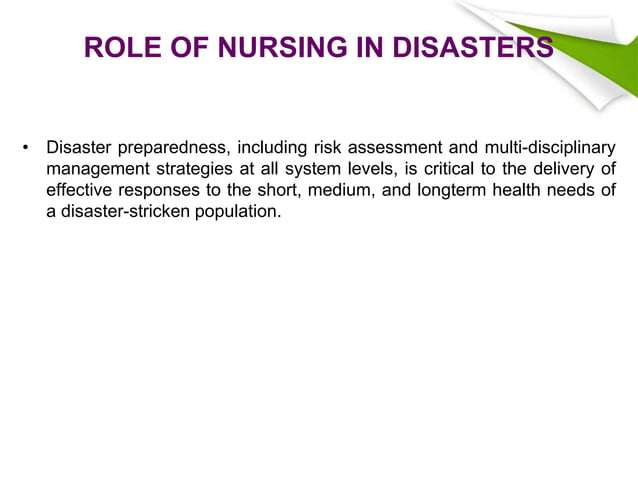 ROLE OF NURSING IN DISASTERS
• Disaster preparedness, including risk assessment and multi-disciplinary
management strategies at all system levels, is critical to the delivery of
effective responses to the short, medium, and longterm health needs of
a disaster-stricken population.